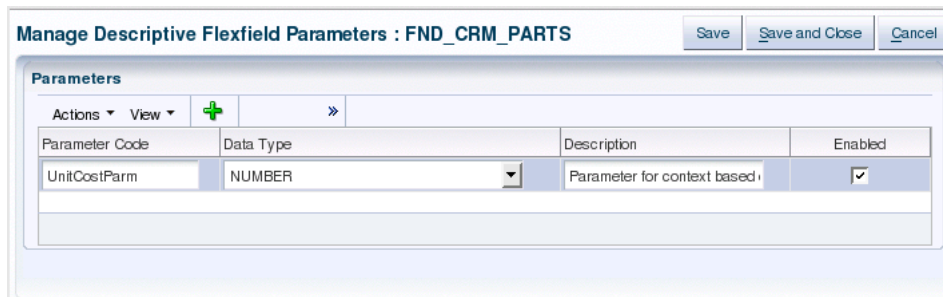 Manage Descriptive Flexfield Parameters : FND_CRM_PARTS Save Save and Close Cancel
Parameters
Actions View
Parameter Code Data Type Description Enabled
UnitCostParm NUMBER Parameter for context based